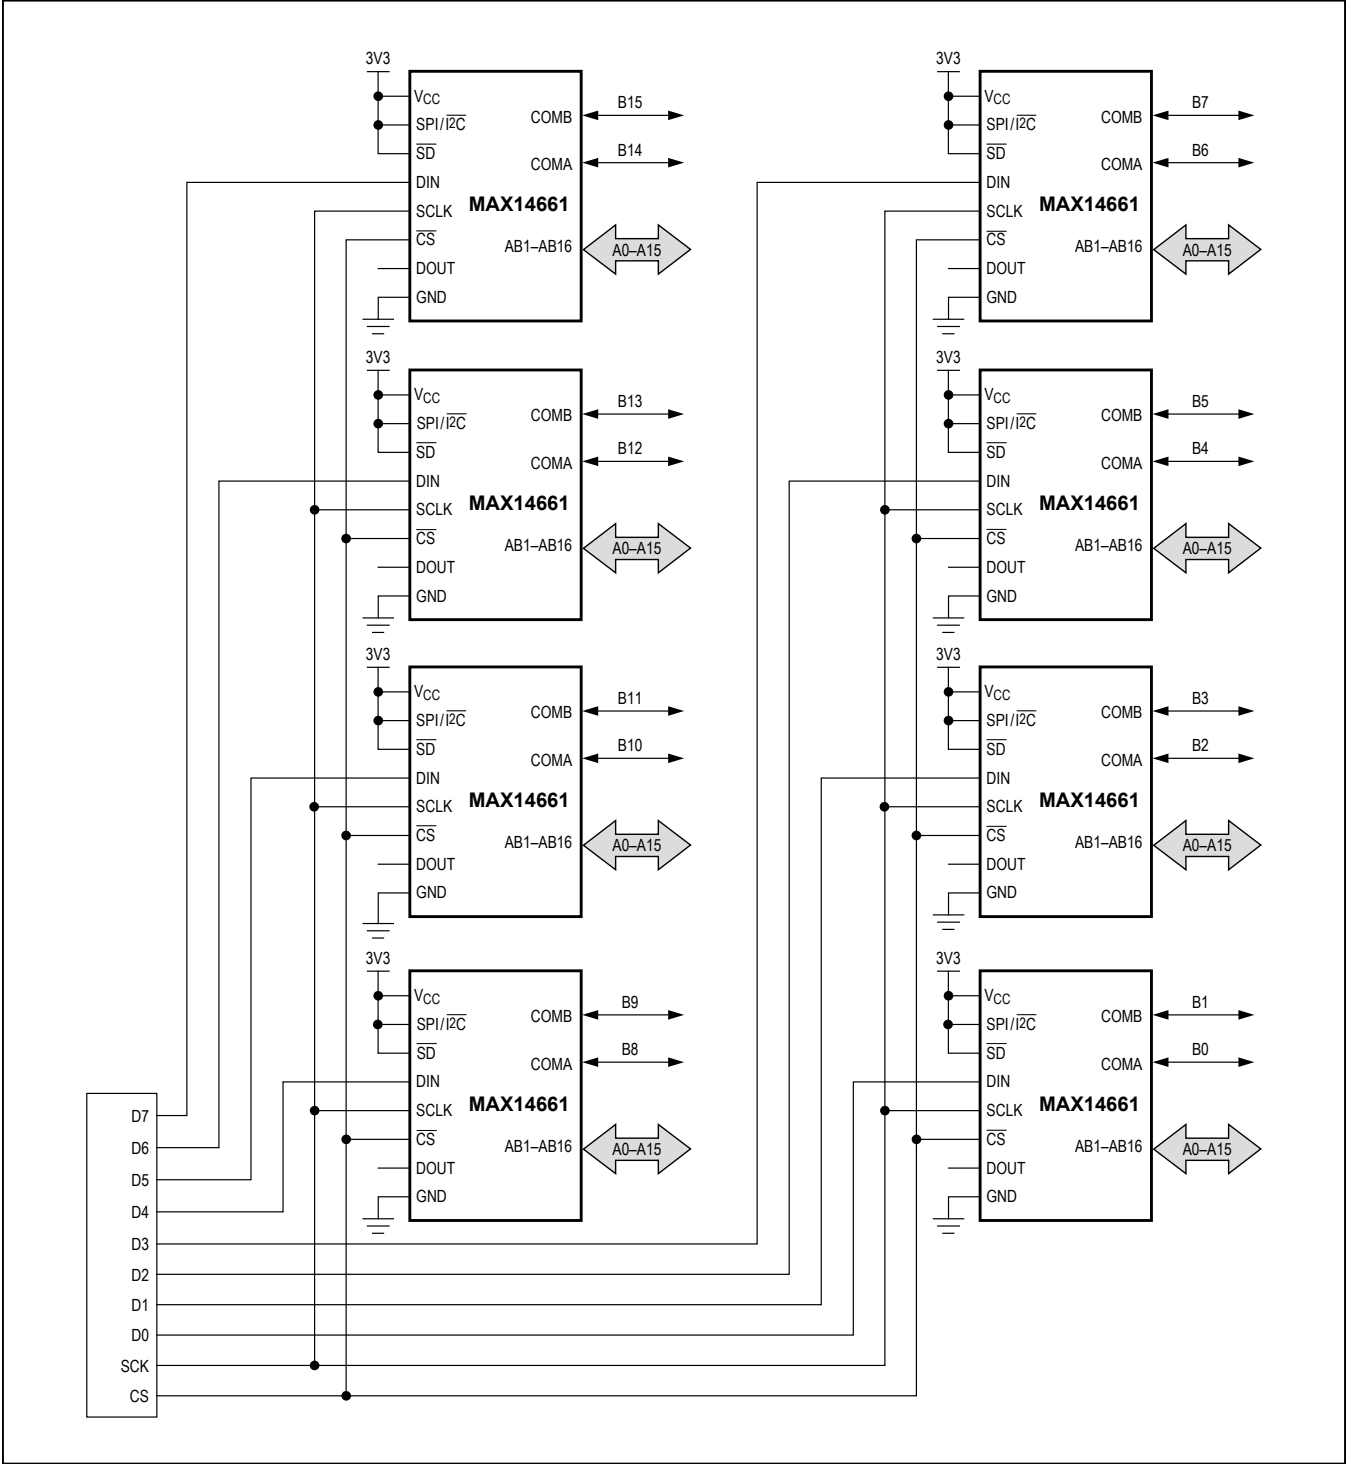 3V3
VCC
SPI/I2C
SD
DIN
SCLK
CS
DOUT
GND
COMB
COMA
MAX14661
AB1–AB16
B15
B14
A0–A15
3V3
VCC
SPI/I2C
SD
DIN
SCLK
CS
DOUT
GND
COMB
COMA
MAX14661
AB1–AB16
B7
B6
A0–A15
3V3
VCC
SPI/I2C
SD
DIN
SCLK
CS
DOUT
GND
COMB
COMA
MAX14661
AB1–AB16
B13
B12
A0–A15
3V3
VCC
SPI/I2C
SD
DIN
SCLK
CS
DOUT
GND
COMB
COMA
MAX14661
AB1–AB16
B5
B4
A0–A15
3V3
VCC
SPI/I2C
SD
DIN
SCLK
CS
DOUT
GND
COMB
COMA
MAX14661
AB1–AB16
B11
B10
A0–A15
3V3
VCC
SPI/I2C
SD
DIN
SCLK
CS
DOUT
GND
COMB
COMA
MAX14661
AB1–AB16
B3
B2
A0–A15
3V3
VCC
SPI/I2C
SD
DIN
SCLK
CS
DOUT
GND
COMB
COMA
MAX14661
AB1–AB16
B9
B8
A0–A15
3V3
VCC
SPI/I2C
SD
DIN
SCLK
CS
DOUT
GND
COMB
COMA
MAX14661
AB1–AB16
B1
B0
A0–A15
D7
D6
D5
D4
D3
D2
D1
D0
SCK
CS